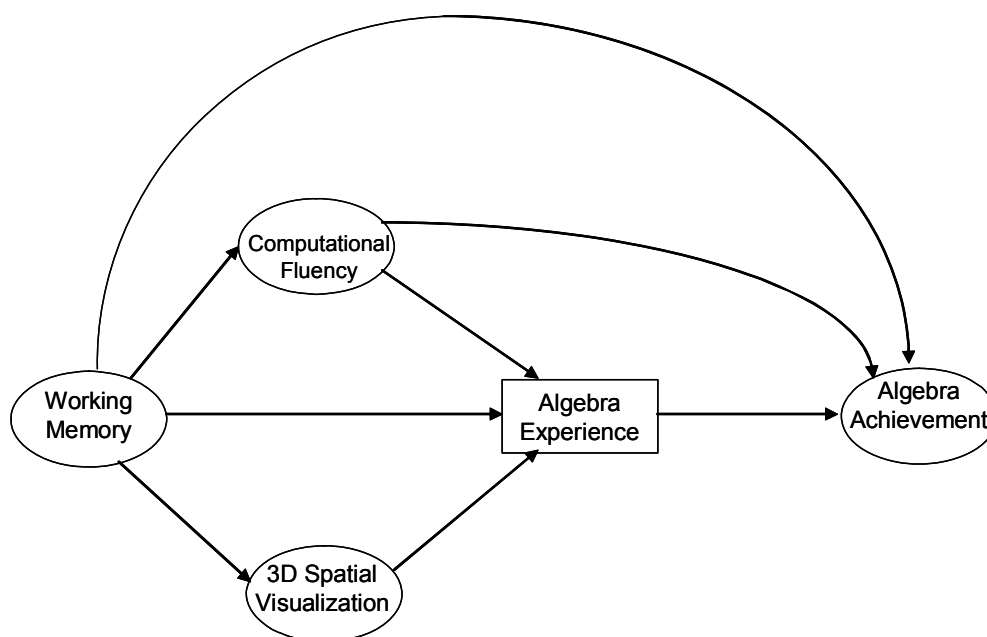 Computational
Fluency
Working
Memory
Algebra
Experience
Algebra
Achievement
3D Spatial
Visualization